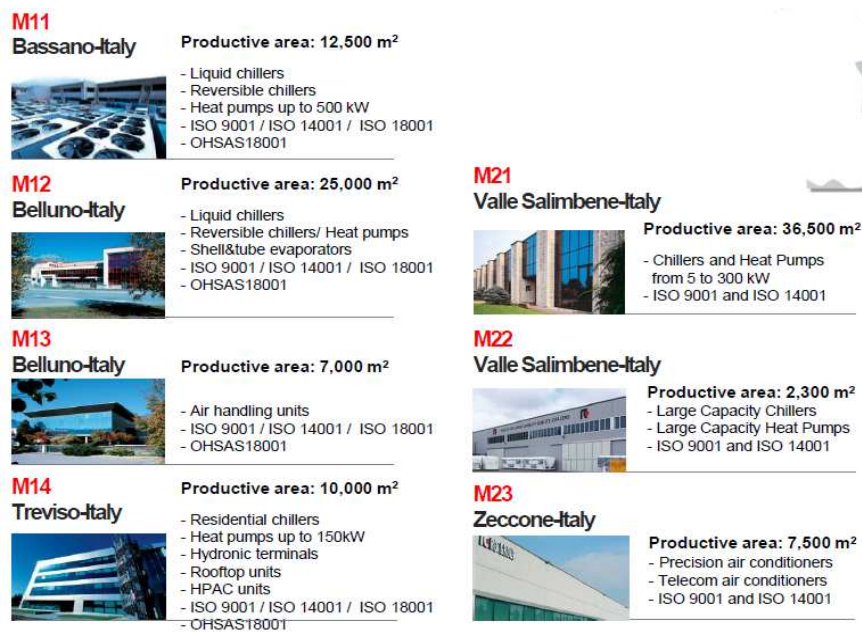 M11
Bassano-Italy
Productive area: 12,500 m²
- Liquid chillers
- Reversible chillers
- Heat pumps up to 500 kW
- ISO 9001 / ISO 14001 / ISO 18001
- OHSAS18001
M12
Belluno-Italy
Productive area: 25,000 m²
- Liquid chillers
- Reversible chillers/ Heat pumps
- Shell&tube evaporators
- ISO 9001 / ISO 14001 / ISO 18001
- OHSAS18001
M13
Belluno-Italy
Productive area: 7,000 m²
- Air handling units
- ISO 9001 / ISO 14001 / ISO 18001
- OHSAS18001
M14
Treviso-Italy
Productive area: 10,000 m²
- Residential chillers
- Heat pumps up to 150kW
- Hydronic terminals
- Rooftop units
- HPAC units
- ISO 9001 / ISO 14001 / ISO 18001
- OHSAS18001
M21
Valle Salimbene-Italy
Productive area: 36,500 m²
- Chillers and Heat Pumps
from 5 to 300 kW
- ISO 9001 and ISO 14001
M22
Valle Salimbene-Italy
Productive area: 2,300 m²
- Large Capacity Chillers
- Large Capacity Heat Pumps
- ISO 9001 and ISO 14001
M23
Zeccone-Italy
Productive area: 7,500 m²
- Precision air conditioners
- Telecom air conditioners
- ISO 9001 and ISO 14001